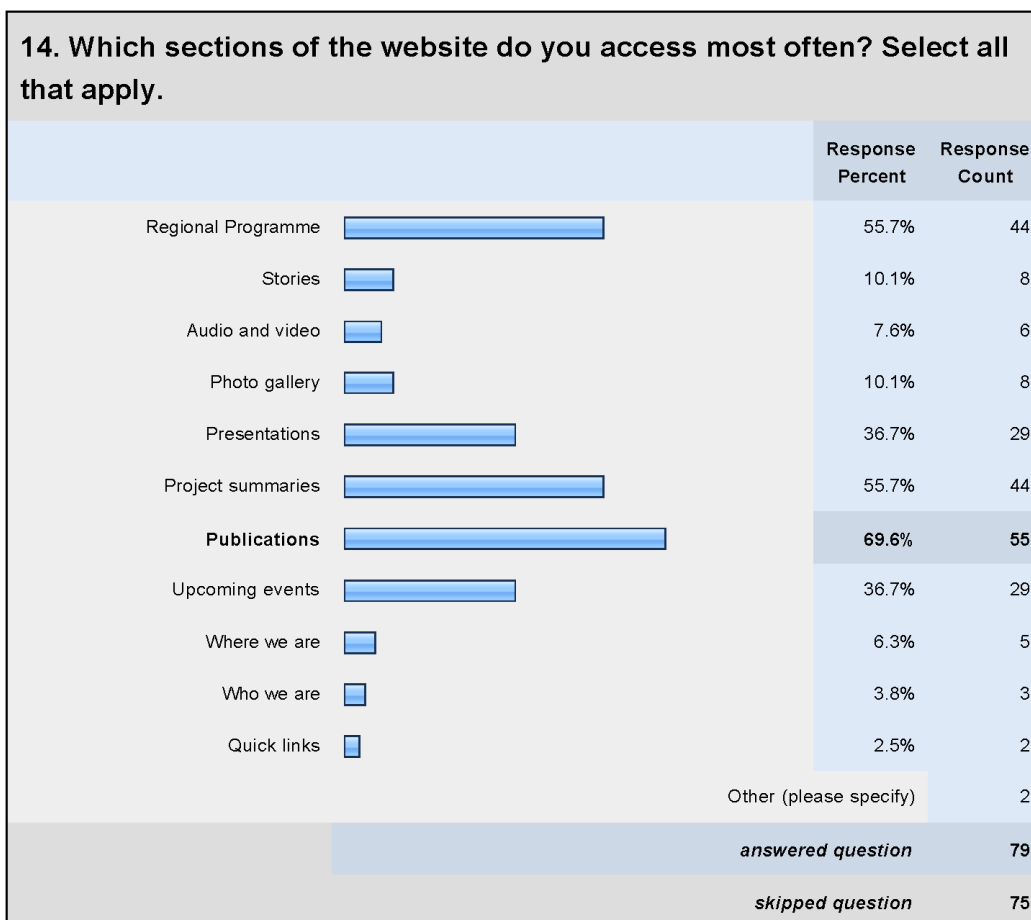 14. Which sections of the website do you access most often? Select all
that apply.
Response Percent Response Count
Regional Programme 55.7% 44
Stories 10.1% 8
Audio and video 7.6% 6
Photo gallery 10.1% 8
Presentations 36.7% 29
Project summaries 55.7% 44
Publications 69.6% 55
Upcoming events 36.7% 29
Where we are 6.3% 5
Who we are 3.8% 3
Quick links 2.5% 2
Other (please specify) 2
answered question 79
skipped question 75